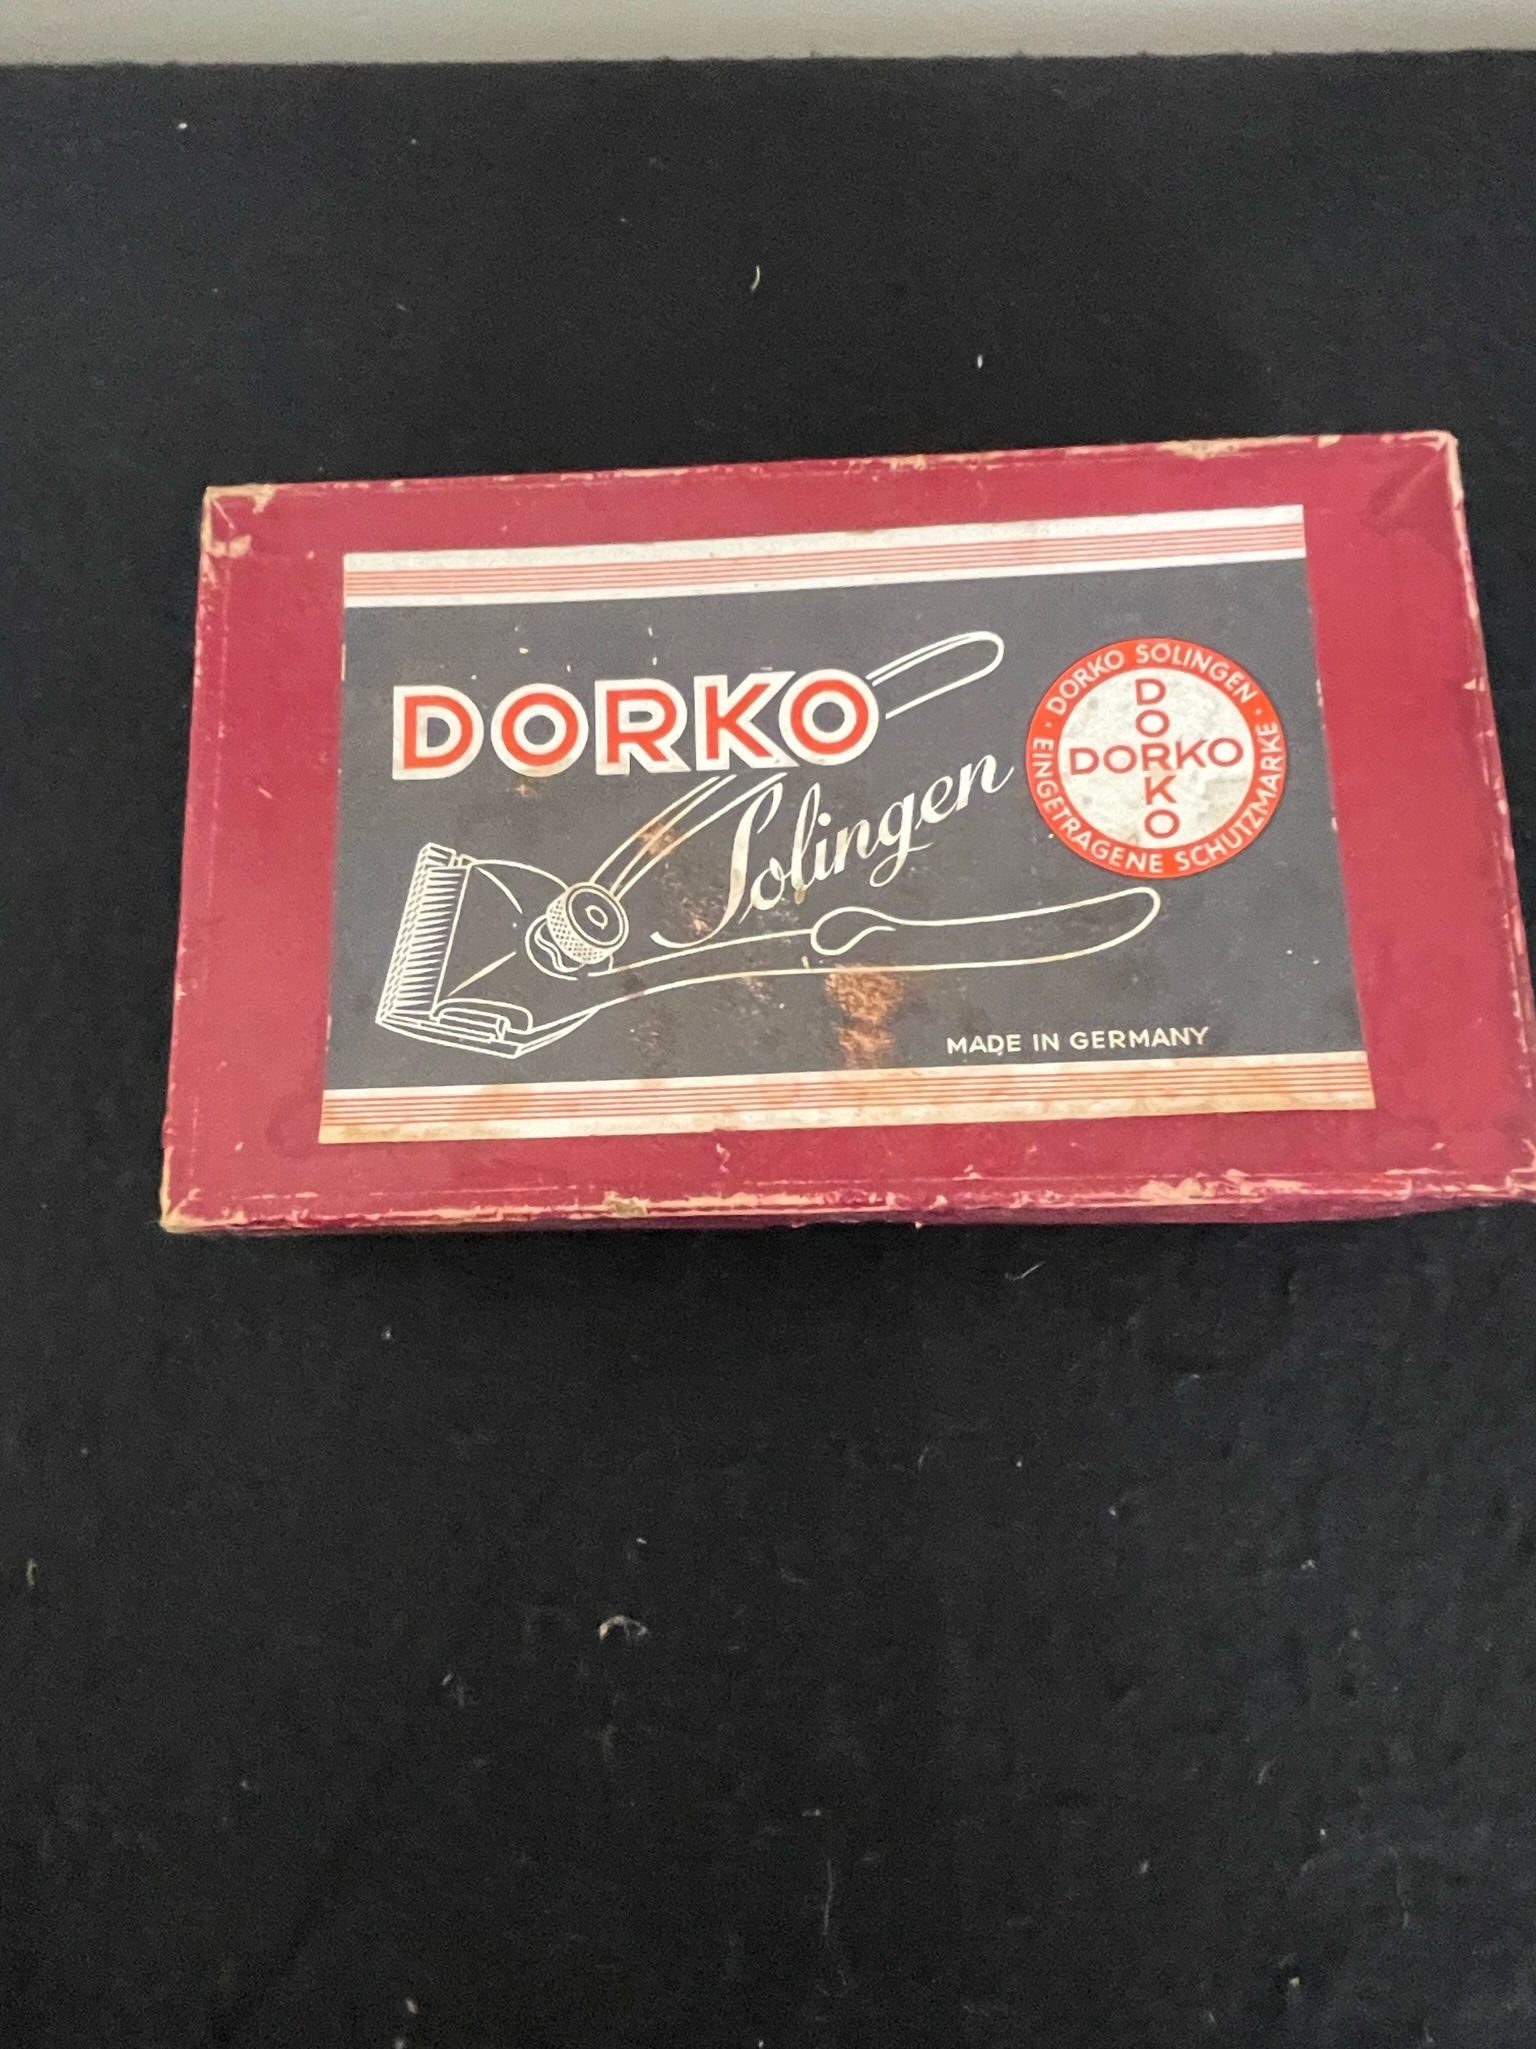 DORKO
Solingen
· DORKO SOLINGEN ·
EINGETRAGENE SCHUTZMARKE
DORKO
DORKO
MADE IN GERMANY